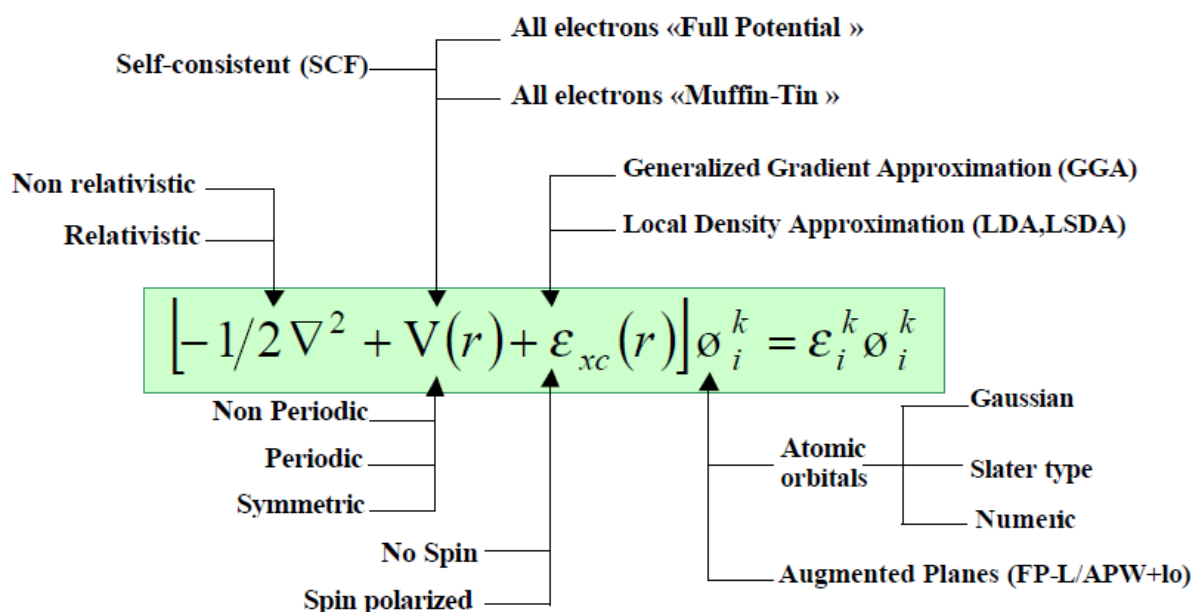 All electrons «Full Potential »
Self-consistent (SCF)
All electrons «Muffin-Tin »
Generalized Gradient Approximation (GGA)
Non relativistic
Local Density Approximation (LDA,LSDA)
Relativistic
[-1/2∇² + V(r) + ε_xc(r)] ø_i^k = ε_i^k ø_i^k
Non Periodic
Gaussian
Periodic
Atomic
orbitals
Slater type
Symmetric
Numeric
No Spin
Augmented Planes (FP-L/APW+lo)
Spin polarized